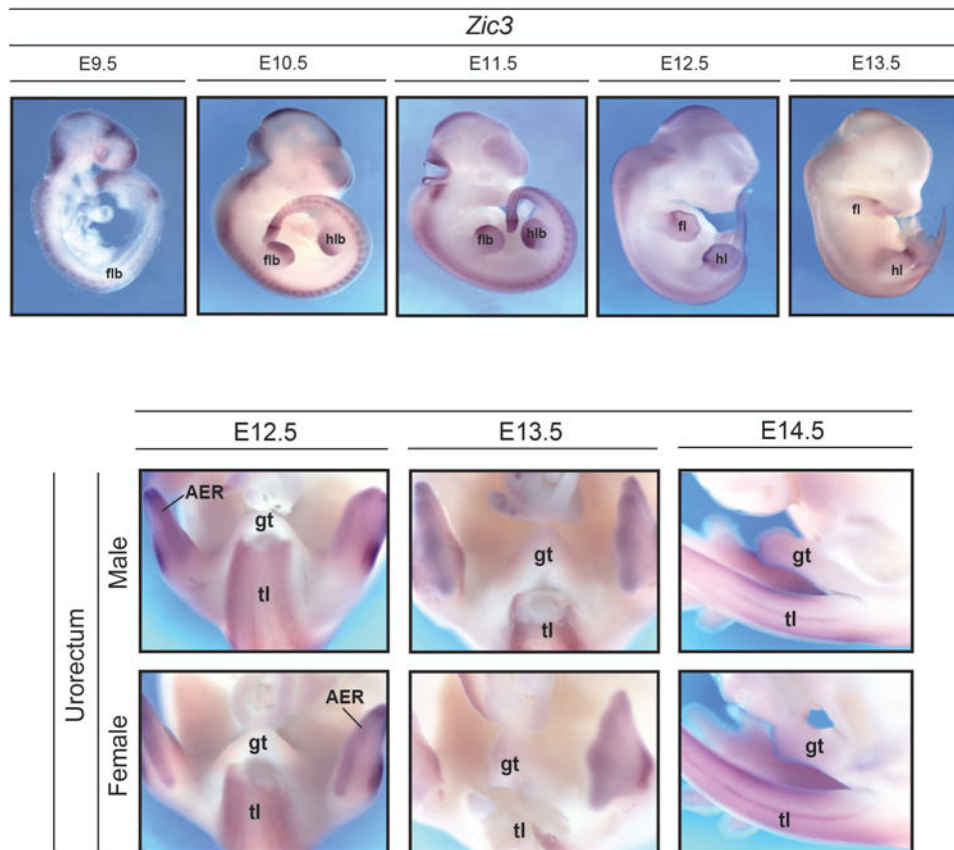 Zic3
E9.5 E10.5 E11.5 E12.5 E13.5
flb
flb hlb
flb hlb
fl hl
fl hl
E12.5 E13.5 E14.5
Urorectum
Male
AER gt tl
gt tl
gt tl
Female
AER gt tl
gt tl
gt tl